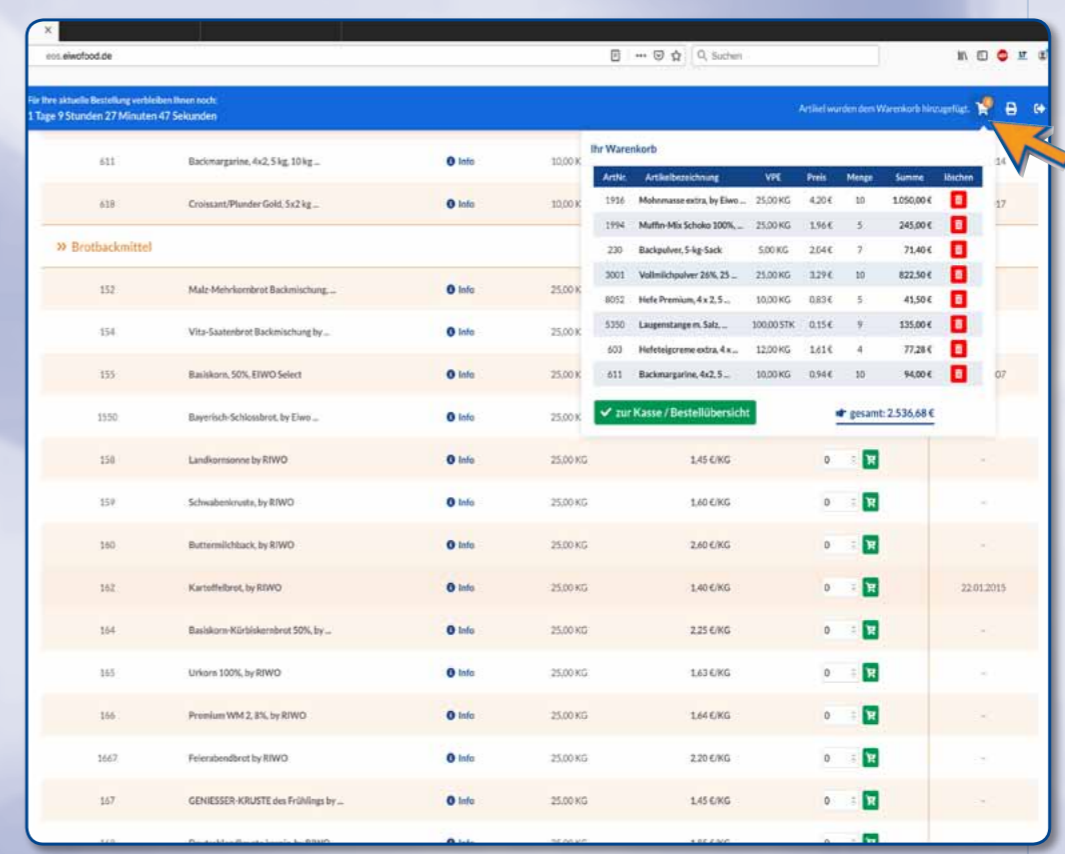 eos.eiwofood.de
Suchen
Für Ihre aktuelle Bestellung verbleiben Ihnen noch:
1 Tage 9 Stunden 27 Minuten 47 Sekunden
Artikel wurden dem Warenkorb hinzugefügt.
Ihr Warenkorb
ArtNr. Artikelbezeichnung VPE Preis Menge Summe löschen
1916 Mohnmasse extra, by Eiwo ... 25,00 KG 4,20 € 10 1.050,00 €
1994 Muffin-Mix Schoko 100%, ... 25,00 KG 1,96 € 5 245,00 €
230 Backpulver, 5-kg-Sack 5,00 KG 2,04 € 7 71,40 €
3001 Vollmilchpulver 26%, 25 ... 25,00 KG 3,29 € 10 822,50 €
8052 Hefe Premium, 4 x 2, 5 ... 10,00 KG 0,83 € 5 41,50 €
5350 Laugenstange m. Salz, ... 100,00 STK 0,15 € 9 135,00 €
603 Hefeteigcreme extra, 4 x ... 12,00 KG 1,61 € 4 77,28 €
611 Backmargarine, 4x2, 5 ... 10,00 KG 0,94 € 10 94,00 €
zur Kasse / Bestellübersicht gesamt: 2.536,68 €
611 Backmargarine, 4x2, 5 kg, 10 kg ... Info 10,00 K 14
618 Croissant/Plunder Gold, 5x2 kg ... Info 10,00 K 17
Brotbackmittel
152 Malz-Mehrkornbrot Backmischung, ... Info 25,00 K
154 Vita-Saatenbrot Backmischung by ... Info 25,00 K
155 Basiskorn, 50%, EIWO Select Info 25,00 K 07
1550 Bayerisch-Schlossbrot, by Eiwo ... Info 25,00 K
158 Landkornsonne by RIWO Info 25,00 KG 1,45 €/KG 0 -
159 Schwabenkruste, by RIWO Info 25,00 KG 1,60 €/KG 0 -
160 Buttermilchback, by RIWO Info 25,00 KG 2,60 €/KG 0 -
162 Kartoffelbrot, by RIWO Info 25,00 KG 1,40 €/KG 0 22.01.2015
164 Basiskorn-Kürbiskernbrot 50%, by ... Info 25,00 KG 2,25 €/KG 0 -
165 Urkorn 100%, by RIWO Info 25,00 KG 1,63 €/KG 0 -
166 Premium WM 2, 8%, by RIWO Info 25,00 KG 1,64 €/KG 0 -
1667 Feierabendbrot by RIWO Info 25,00 KG 2,20 €/KG 0 -
167 GENIESSER-KRUSTE des Frühlings by ... Info 25,00 KG 1,45 €/KG 0 -